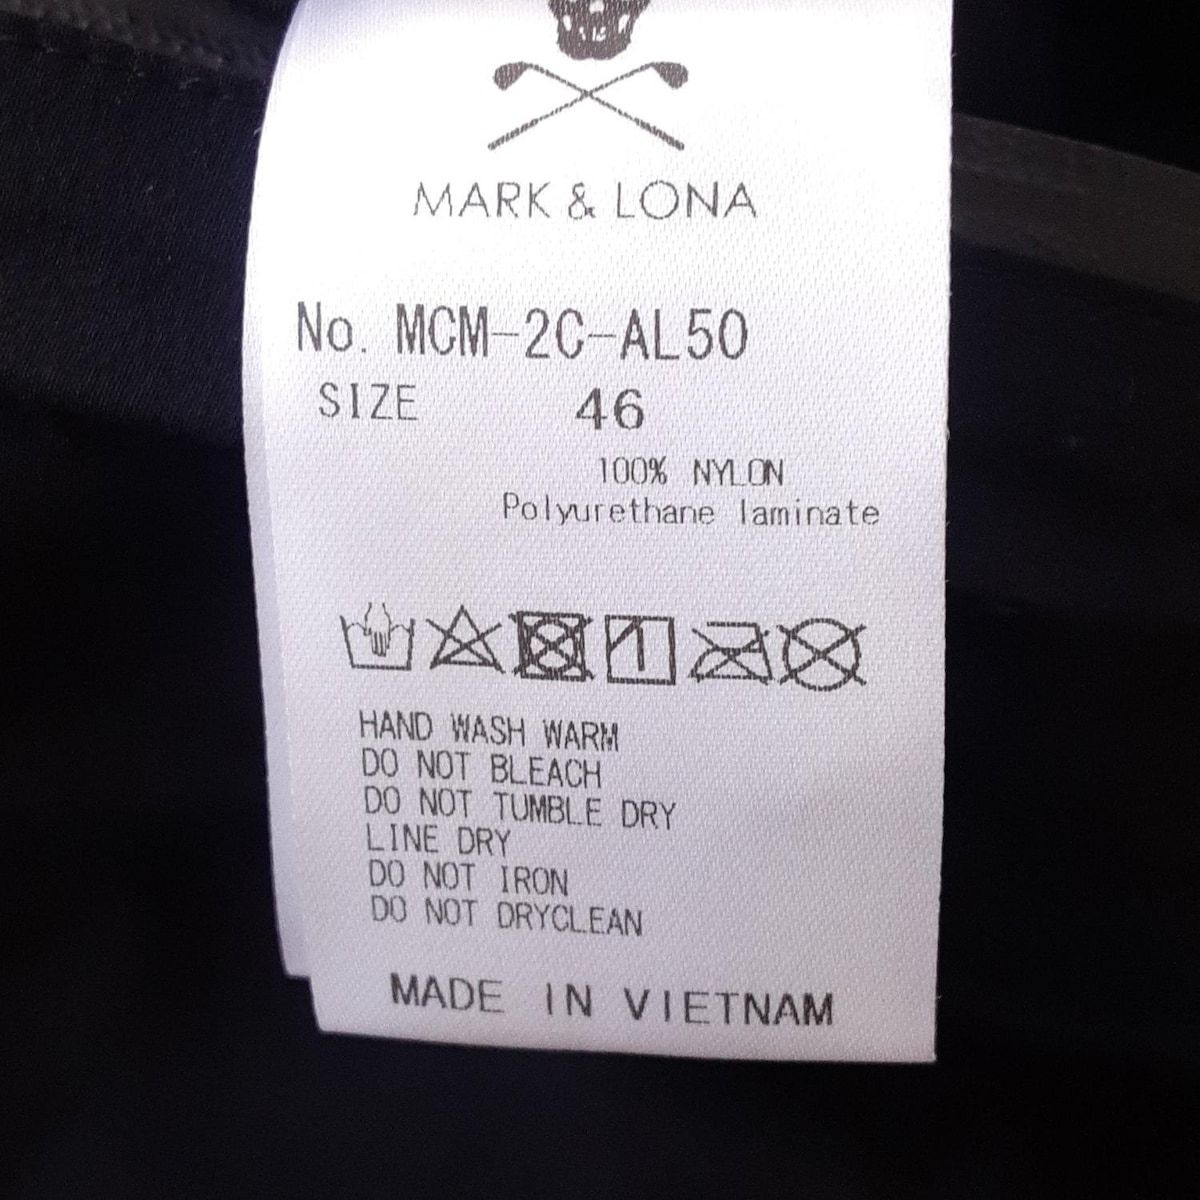 MARK & LONA
No. MCM-2C-AL50
SIZE 46
100% NYLON
Polyurethane laminate
HAND WASH WARM
DO NOT BLEACH
DO NOT TUMBLE DRY
LINE DRY
DO NOT IRON
DO NOT DRYCLEAN
MADE IN VIETNAM